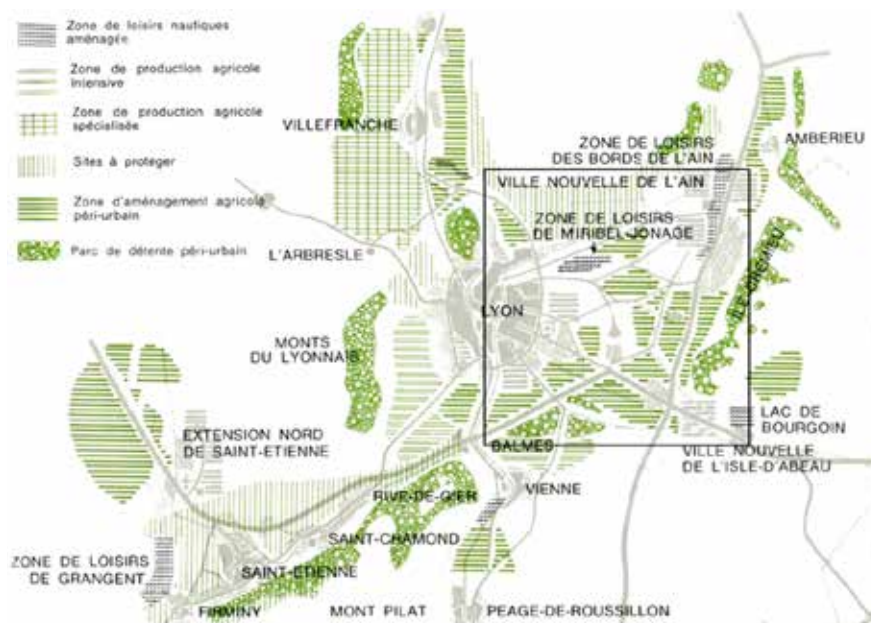 Zone de loisirs nautiques
aménagée
Zone de production agricole
Intensive
Zone de production agricole
spécialisée
Sites à protéger
Zone d'aménagement agricole
péri-urbain
Parc de détente péri-urbain
VILLEFRANCHE
AMBERIEU
ZONE DE LOISIRS
DES BORDS DE L'AIN
VILLE NOUVELLE DE L'AIN
ZONE DE LOISIRS
DE MIRIBEL-JONAGE
L'ARBRESLE
ILE CREMIEU
LYON
MONTS
DU LYONNAIS
LAC DE
BOURGOIN
EXTENSION NORD
DE SAINT-ETIENNE
BALMES
VILLE NOUVELLE
DE L'ISLE-D'ABEAU
RIVE-DE-GIER
VIENNE
SAINT-CHAMOND
ZONE DE LOISIRS
DE GRANGENT
SAINT-ETIENNE
FIRMINY
MONT PILAT
PEAGE-DE-ROUSSILLON